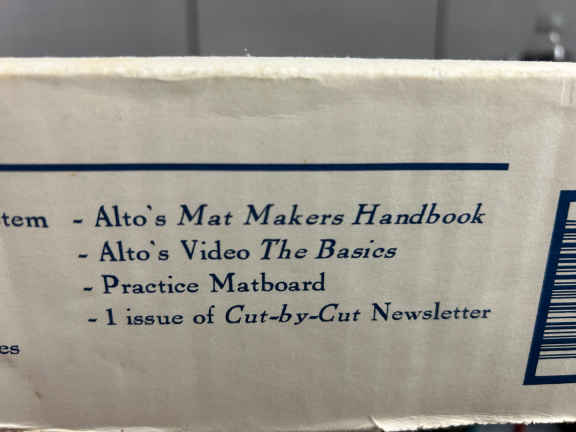 tem - Alto's Mat Makers Handbook
- Alto's Video The Basics
- Practice Matboard
- 1 issue of Cut-by-Cut Newsletter
es